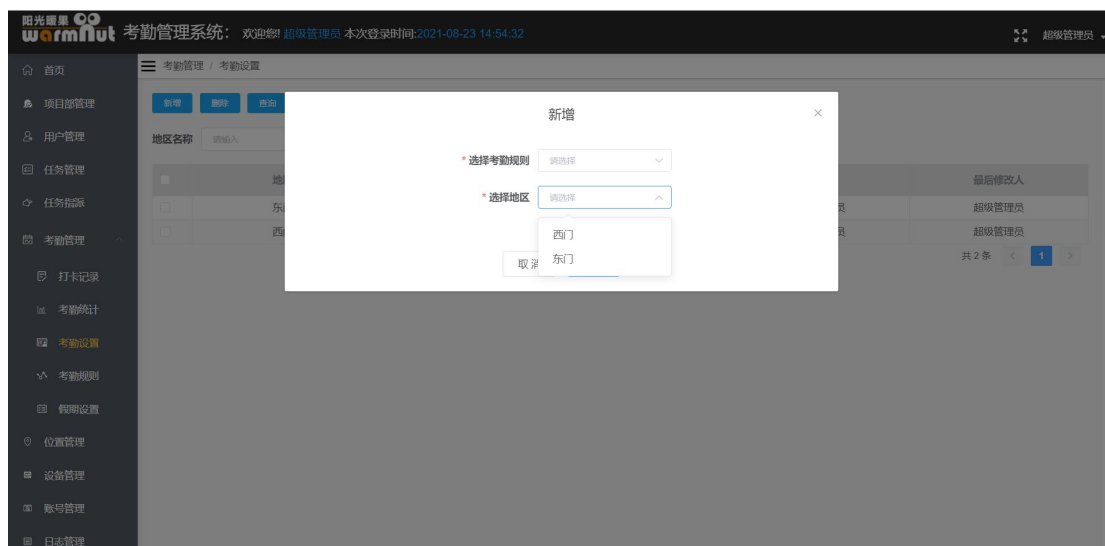 阳光暖果
warmnut 考勤管理系统： 欢迎您! 超级管理员 本次登录时间:2021-08-23 14:54:32
超级管理员
首页
考勤管理 / 考勤设置
项目部管理
新增 删除 查询
新增
用户管理
地区名称 请输入
任务管理
* 选择考勤规则 请选择
最后修改人
* 选择地区 请选择
任务指派
超级管理员
西门
超级管理员
考勤管理
东门
取消
共 2 条 < 1 >
打卡记录
考勤统计
考勤设置
考勤规则
假期设置
位置管理
设备管理
账号管理
日志管理